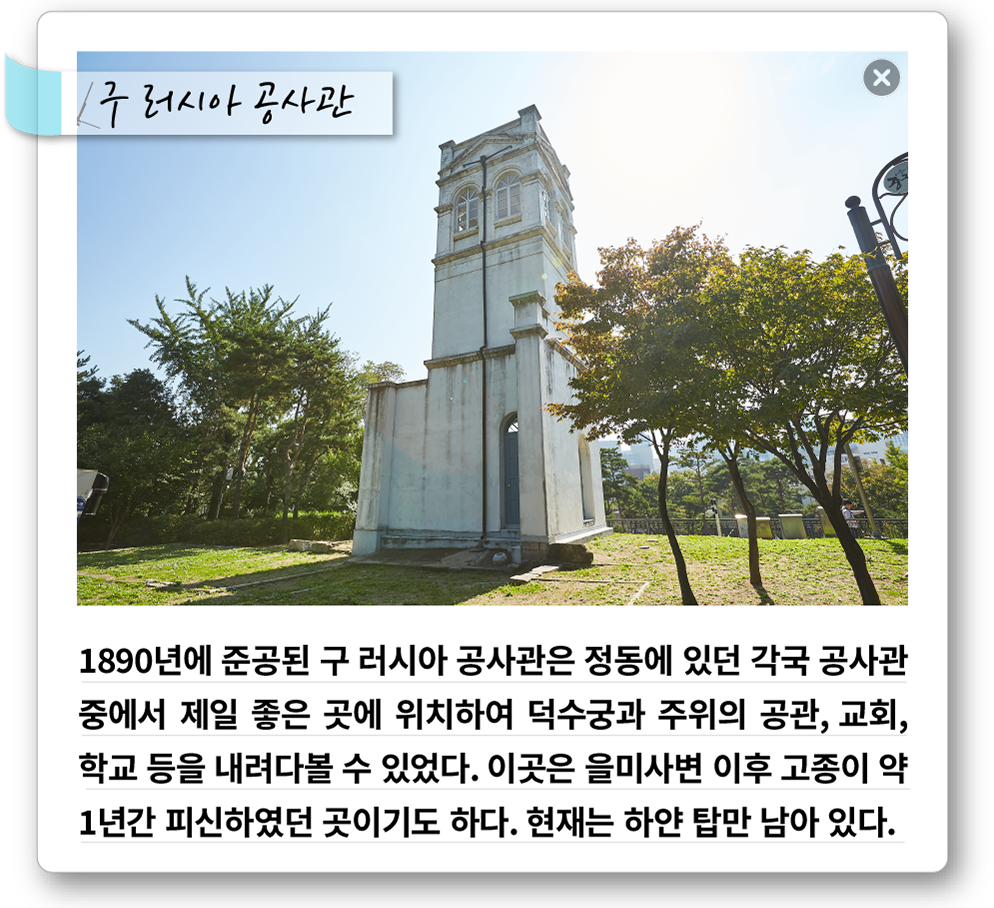 구 러시아 공사관
1890년에 준공된 구 러시아 공사관은 정동에 있던 각국 공사관
중에서 제일 좋은 곳에 위치하여 덕수궁과 주위의 공관, 교회,
학교 등을 내려다볼 수 있었다. 이곳은 을미사변 이후 고종이 약
1년간 피신하였던 곳이기도 하다. 현재는 하얀 탑만 남아 있다.